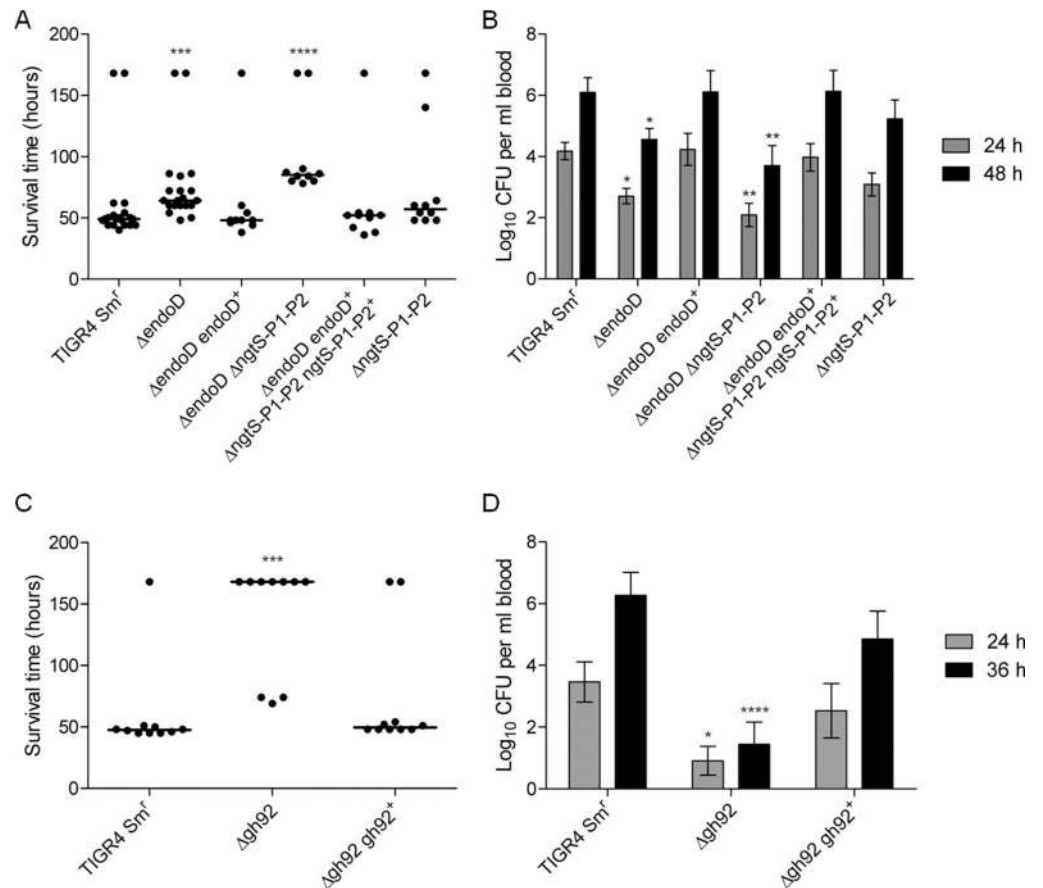 A
Survival time (hours)
200
150
100
50
0
***
****
TIGR4 Smʳ
ΔendoD
ΔendoD endoD⁺
ΔendoD ΔngtS-P1-P2
ΔendoD endoD⁺
ΔngtS-P1-P2 ngtS-P1-P2⁺
ΔngtS-P1-P2
B
Log₁₀ CFU per ml blood
8
6
4
2
0
*
*
**
**
TIGR4 Smʳ
ΔendoD
ΔendoD endoD⁺
ΔendoD ΔngtS-P1-P2
ΔendoD endoD⁺
ΔngtS-P1-P2 ngtS-P1-P2⁺
ΔngtS-P1-P2
24 h
48 h
C
Survival time (hours)
200
150
100
50
0
***
TIGR4 Smʳ
Δgh92
Δgh92 gh92⁺
D
Log₁₀ CFU per ml blood
8
6
4
2
0
*
****
TIGR4 Smʳ
Δgh92
Δgh92 gh92⁺
24 h
36 h